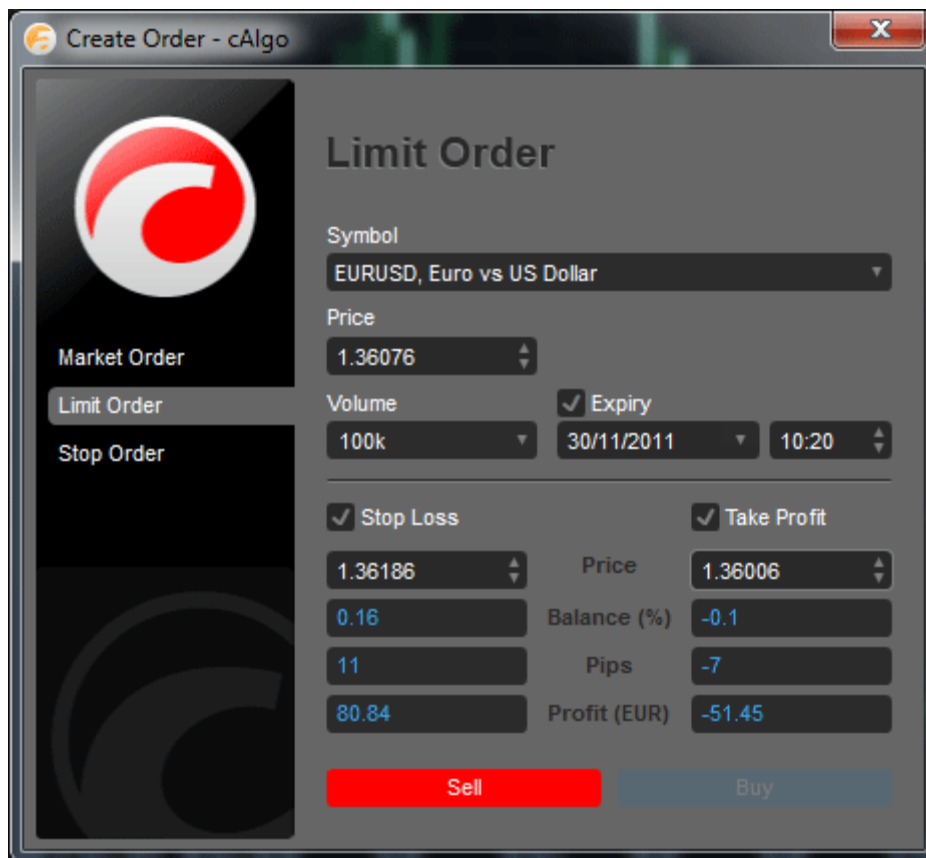 Create Order - cAlgo
Market Order
Limit Order
Stop Order
Limit Order
Symbol
EURUSD, Euro vs US Dollar
Price
1.36076
Volume Expiry
100k 30/11/2011 10:20
Stop Loss Take Profit
1.36186 Price 1.36006
0.16 Balance (%) -0.1
11 Pips -7
80.84 Profit (EUR) -51.45
Sell Buy